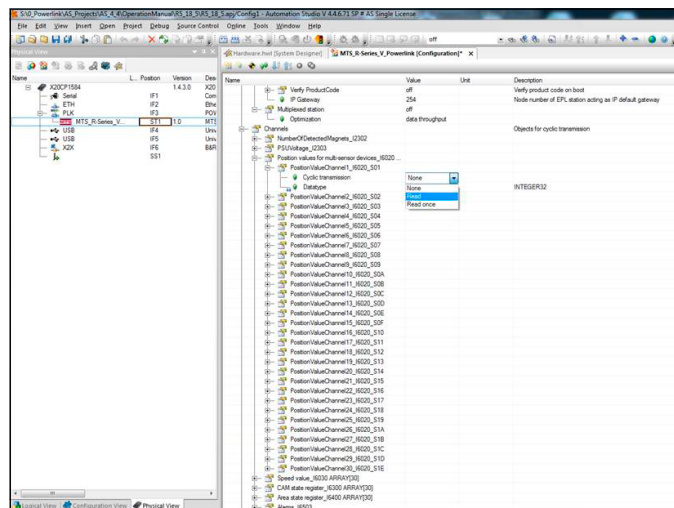 S:\0_Powerlink\AS_Projects\AS_4_4\OperationManual\R5_18_5\R5_18_5.apj/Config1 - Automation Studio V 4.4.6.71 SP # AS Single License
File Edit View Insert Open Project Debug Source Control Online Tools Window Help
off
Physical View
Hardware.hwl [System Designer]
MTS_R-Series_V_Powerlink [Configuration]*
Name L... Position Version
X20CP1584 1.4.3.0 X20
Serial IF1 Com
ETH IF2
PLK IF3
MTS_R-Series_V... ST1 1.0 MTS
USB IF4
USB IF5
X2X IF6 B&R
SS1
Name Value Unit Description
Verify ProductCode off Verify product code on boot
IP Gateway 254 Node number of EPL station acting as IP default gateway
Multiplexed station off
Optimization data throughput
Channels Objects for cyclic transmission
NumberOfDetectedMagnets_I2302
PSUVoltage_I2303
Position values for multi-sensor devices_I6020 ...
PositionValueChannel1_I6020_S01
Cyclic transmission None
Datatype None INTEGER32
Read
PositionValueChannel2_I6020_S02
Read once
PositionValueChannel3_I6020_S03
PositionValueChannel4_I6020_S04
PositionValueChannel5_I6020_S05
PositionValueChannel6_I6020_S06
PositionValueChannel7_I6020_S07
PositionValueChannel8_I6020_S08
PositionValueChannel9_I6020_S09
PositionValueChannel10_I6020_S0A
PositionValueChannel11_I6020_S0B
PositionValueChannel12_I6020_S0C
PositionValueChannel13_I6020_S0D
PositionValueChannel14_I6020_S0E
PositionValueChannel15_I6020_S0F
PositionValueChannel16_I6020_S10
PositionValueChannel17_I6020_S11
PositionValueChannel18_I6020_S12
PositionValueChannel19_I6020_S13
PositionValueChannel20_I6020_S14
PositionValueChannel21_I6020_S15
PositionValueChannel22_I6020_S16
PositionValueChannel23_I6020_S17
PositionValueChannel24_I6020_S18
PositionValueChannel25_I6020_S19
PositionValueChannel26_I6020_S1A
PositionValueChannel27_I6020_S1B
PositionValueChannel28_I6020_S1C
PositionValueChannel29_I6020_S1D
PositionValueChannel30_I6020_S1E
Speed value_I6030 ARRAY[30]
CAM state register_I6300 ARRAY[30]
Area state register_I6400 ARRAY[30]
Alarms_I6503
Logical View Configuration View Physical View